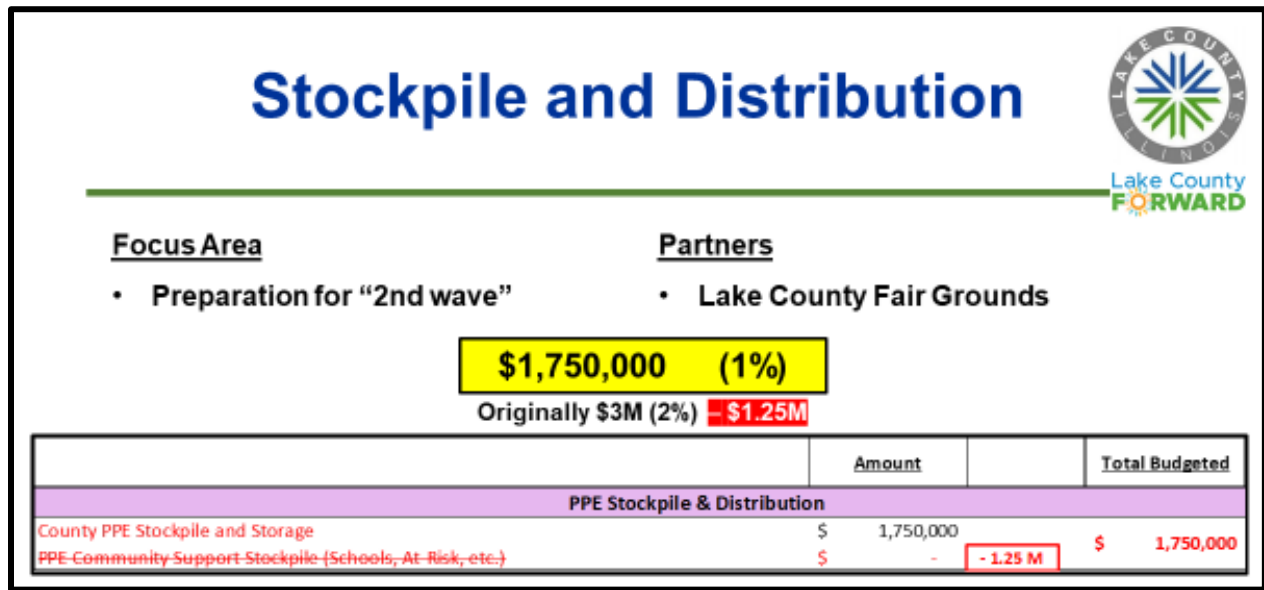 Stockpile and Distribution
LAKE COUNTY
ILLINOIS
Lake County
FORWARD
Focus Area
• Preparation for “2nd wave”
Partners
• Lake County Fair Grounds
$1,750,000 (1%)
Originally $3M (2%) – $1.25M
Amount Total Budgeted
PPE Stockpile & Distribution
County PPE Stockpile and Storage $ 1,750,000
PPE Community Support Stockpile (Schools, At-Risk, etc.) $ - - 1.25 M
$ 1,750,000